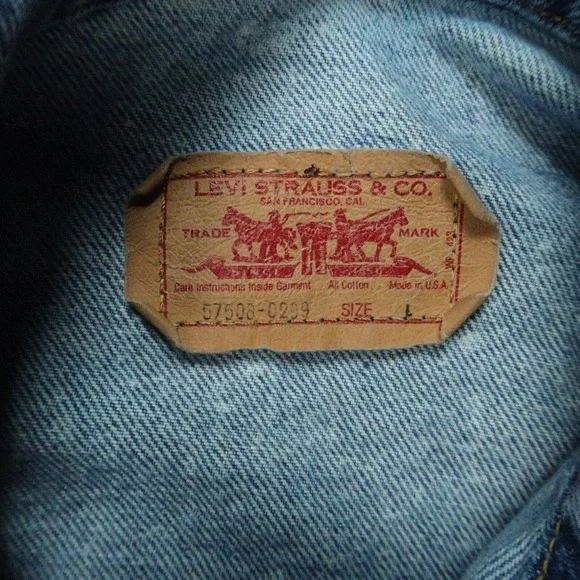 LEVI STRAUSS & CO.
SAN FRANCISCO, CAL.
TRADE MARK
Care Instructions Inside Garment All Cotton Made in U.S.A.
57508-0299 SIZE L